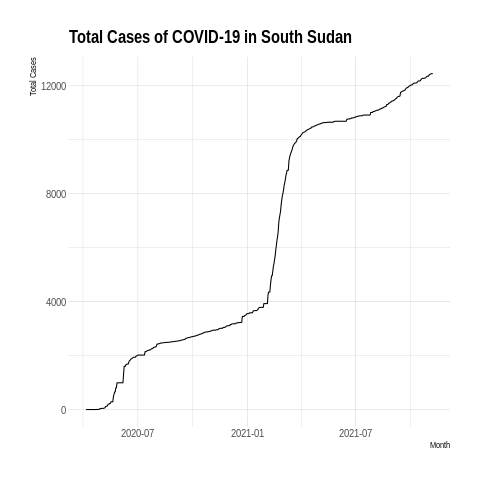 Total Cases of COVID-19 in South Sudan
Total Cases
12000
8000
4000
0
2020-07 2021-01 2021-07
Month